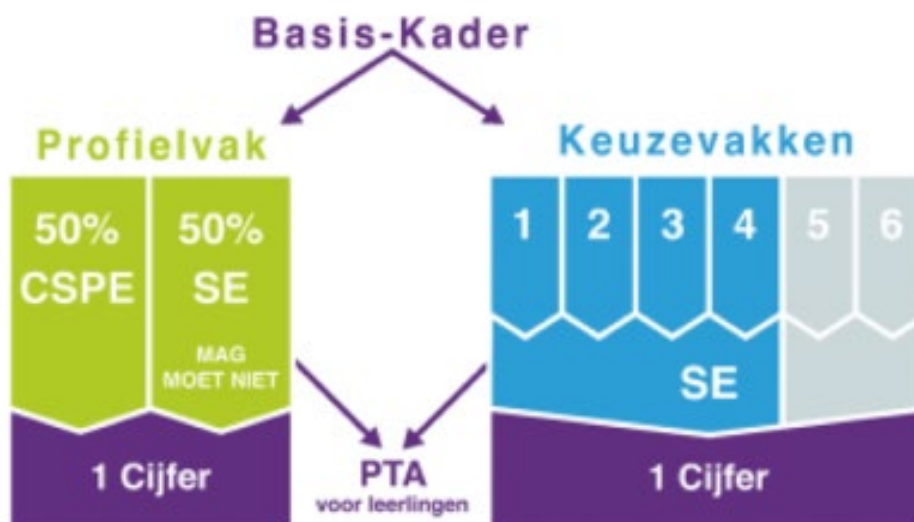 Basis-Kader
Profielvak
50%
CSPE
50%
SE
MAG
MOET NIET
1 Cijfer
PTA
voor leerlingen
Keuzevakken
1 2 3 4 5 6
SE
1 Cijfer